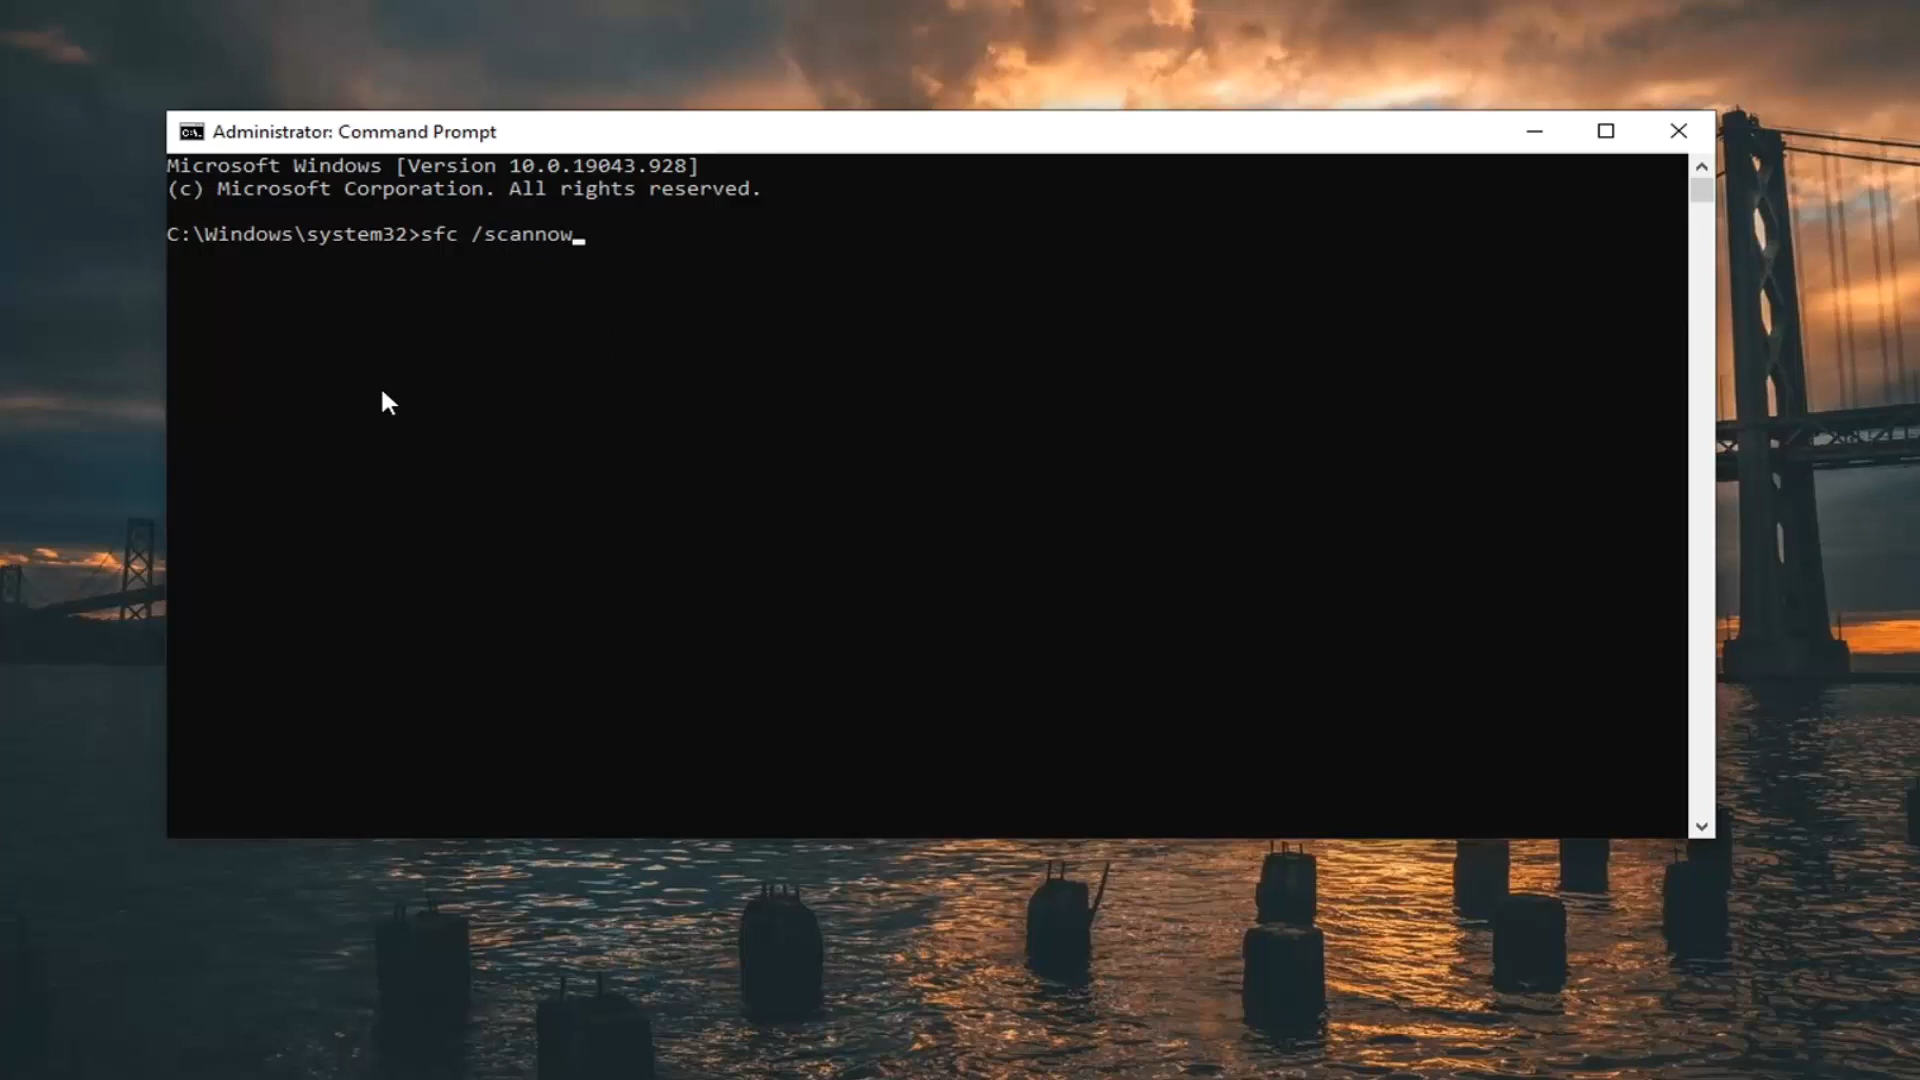 Administrator: Command Prompt
Microsoft Windows [Version 10.0.19043.928]
(c) Microsoft Corporation. All rights reserved.
C:\Windows\system32>sfc /scannow